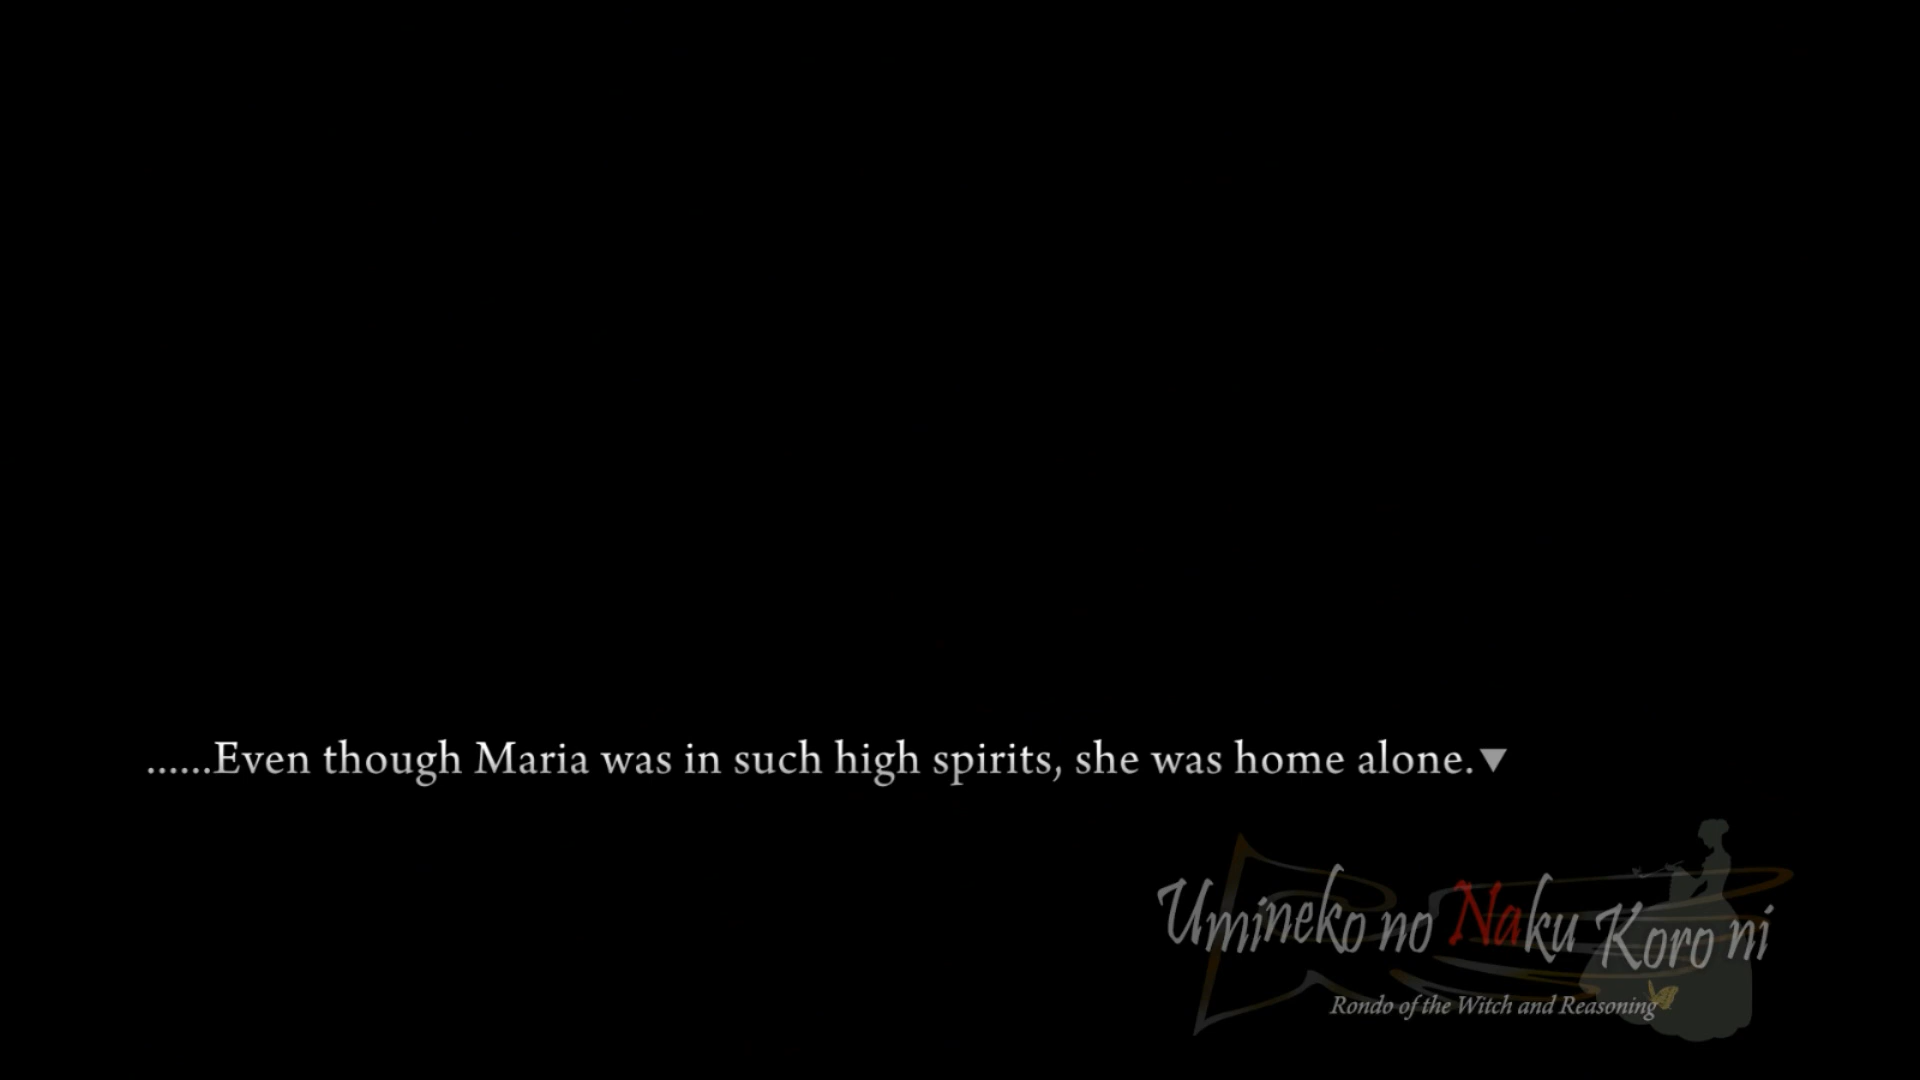 ......Even though Maria was in such high spirits, she was home alone.
Umineko no Naku Koro ni
Rondo of the Witch and Reasoning